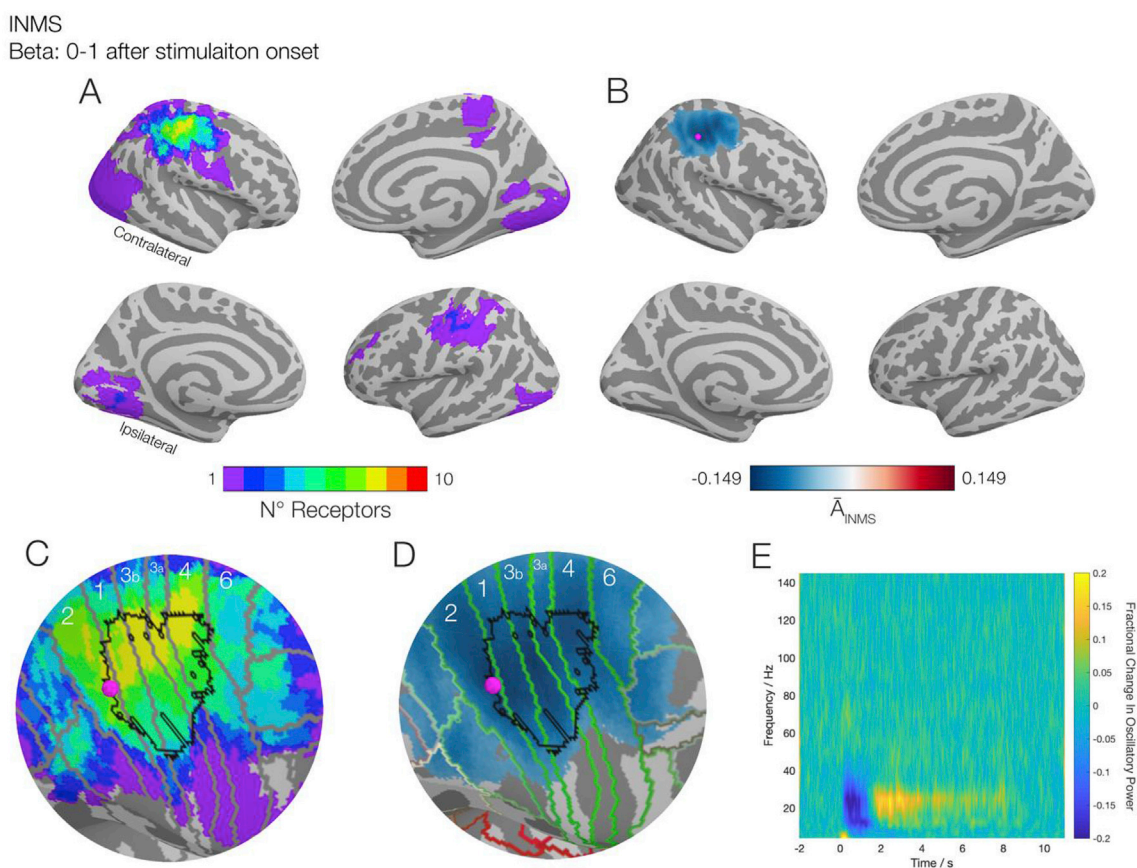 INMS
Beta: 0-1 after stimulaiton onset
A
B
Contralateral
Ipsilateral
1
10
N° Receptors
-0.149
0.149
ĀINMS
C
2
1
3b
3a
4
6
D
2
1
3b
3a
4
6
E
140
120
100
80
60
40
20
Frequency / Hz
-2
0
2
4
6
8
10
Time / s
0.2
0.15
0.1
0.05
0
-0.05
-0.1
-0.15
-0.2
Fractional Change In Oscillatory Power